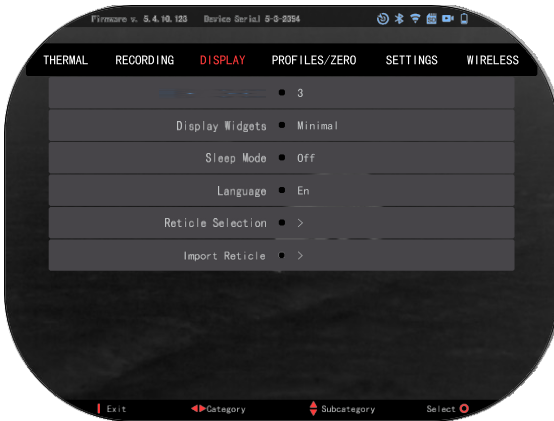 Firmware v. 5.4.10.123 Device Serial 5-3-2354
THERMAL RECORDING DISPLAY PROFILES/ZERO SETTINGS WIRELESS
3
Display Widgets Minimal
Sleep Mode Off
Language En
Reticle Selection >
Import Reticle >
Exit Category Subcategory Select